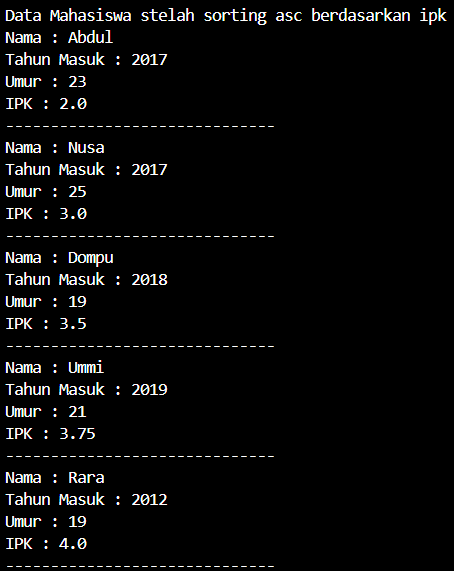 Data Mahasiswa stelah sorting asc berdasarkan ipk
Nama : Abdul
Tahun Masuk : 2017
Umur : 23
IPK : 2.0
------------------------------
Nama : Nusa
Tahun Masuk : 2017
Umur : 25
IPK : 3.0
------------------------------
Nama : Dompu
Tahun Masuk : 2018
Umur : 19
IPK : 3.5
------------------------------
Nama : Ummi
Tahun Masuk : 2019
Umur : 21
IPK : 3.75
------------------------------
Nama : Rara
Tahun Masuk : 2012
Umur : 19
IPK : 4.0
------------------------------